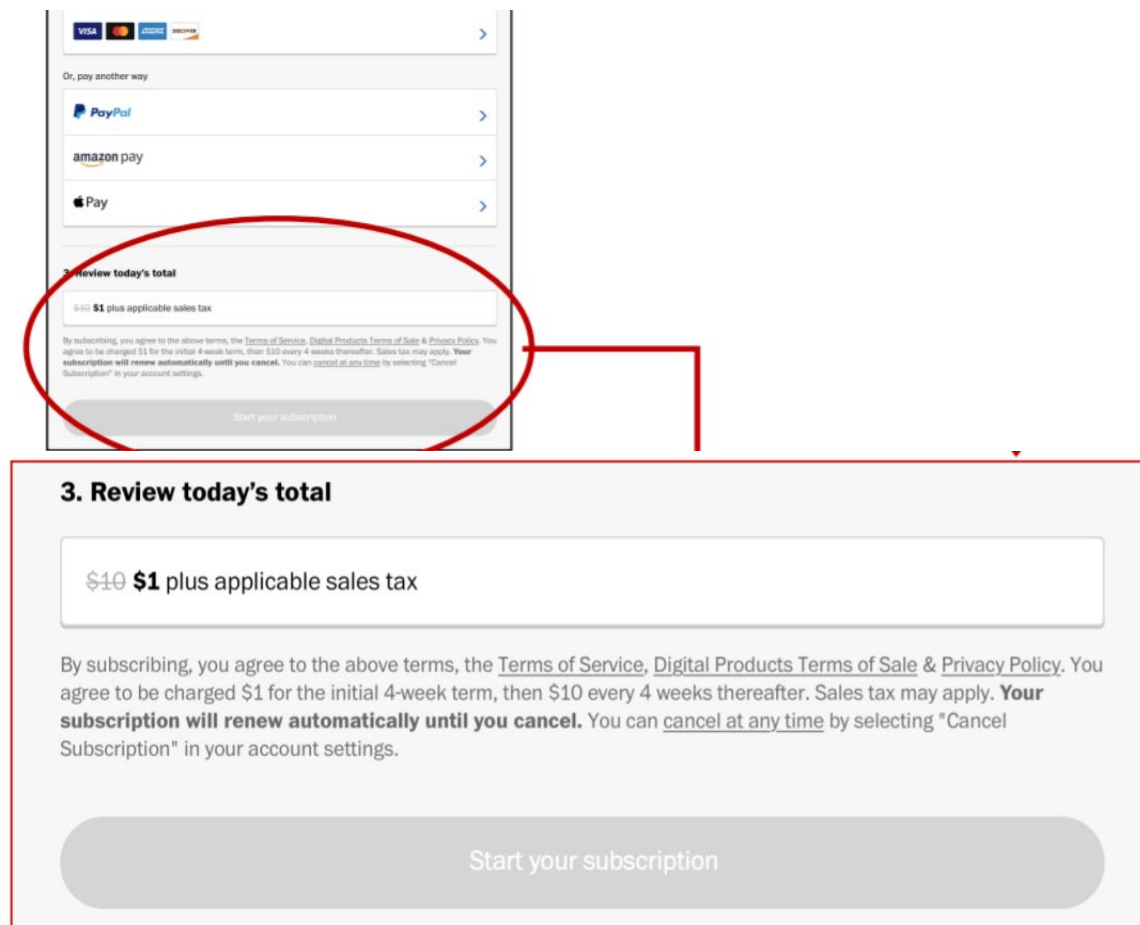 VISA DISCOVER
Or, pay another way
PayPal
amazon pay
Pay
3. Review today's total
$10 $1 plus applicable sales tax
By subscribing, you agree to the above terms, the Terms of Service, Digital Products Terms of Sale & Privacy Policy. You
agree to be charged $1 for the initial 4-week term, then $10 every 4 weeks thereafter. Sales tax may apply. Your
subscription will renew automatically until you cancel. You can cancel at any time by selecting "Cancel
Subscription" in your account settings.
Start your subscription
3. Review today’s total
$10 $1 plus applicable sales tax
By subscribing, you agree to the above terms, the Terms of Service, Digital Products Terms of Sale & Privacy Policy. You
agree to be charged $1 for the initial 4-week term, then $10 every 4 weeks thereafter. Sales tax may apply. Your
subscription will renew automatically until you cancel. You can cancel at any time by selecting "Cancel
Subscription" in your account settings.
Start your subscription